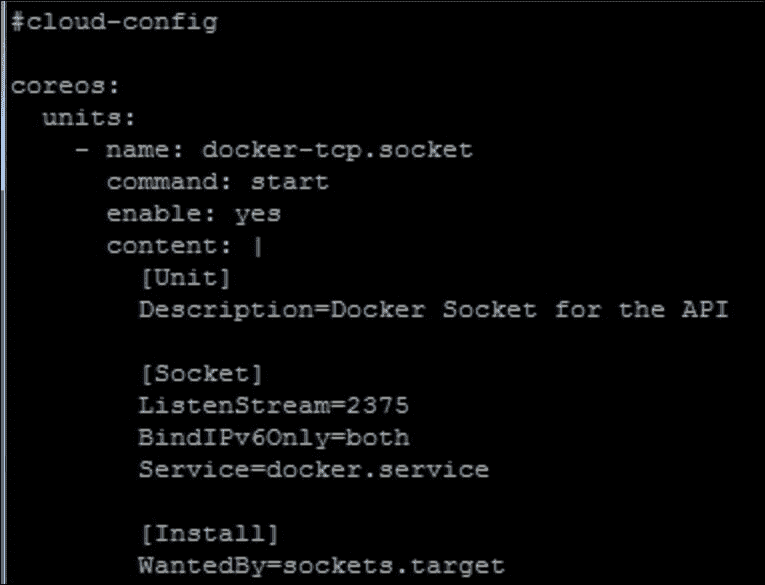 #cloud-config
coreos:
units:
- name: docker-tcp.socket
command: start
enable: yes
content: |
[Unit]
Description=Docker Socket for the API
[Socket]
ListenStream=2375
BindIPv6Only=both
Service=docker.service
[Install]
WantedBy=sockets.target